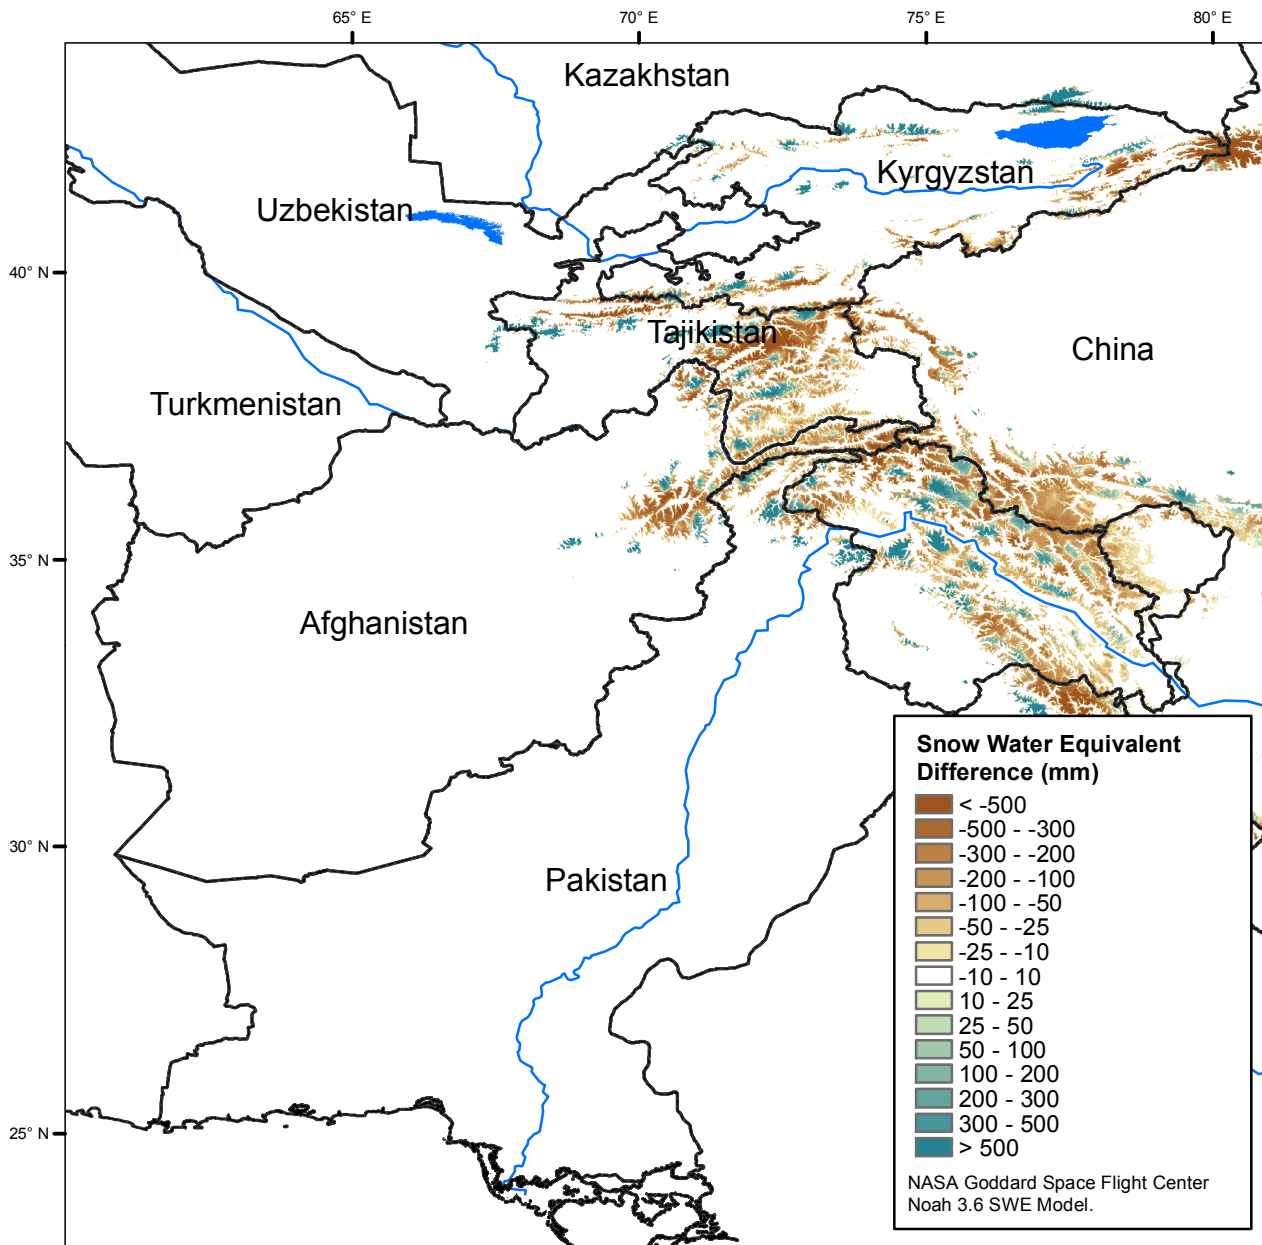 65° E
70° E
75° E
80° E
Kazakhstan
Kyrgyzstan
Uzbekistan
40° N
Tajikistan
China
Turkmenistan
35° N
Afghanistan
30° N
Pakistan
25° N
Snow Water Equivalent
Difference (mm)
< -500
-500 - -300
-300 - -200
-200 - -100
-100 - -50
-50 - -25
-25 - -10
-10 - 10
10 - 25
25 - 50
50 - 100
100 - 200
200 - 300
300 - 500
> 500
NASA Goddard Space Flight Center
Noah 3.6 SWE Model.